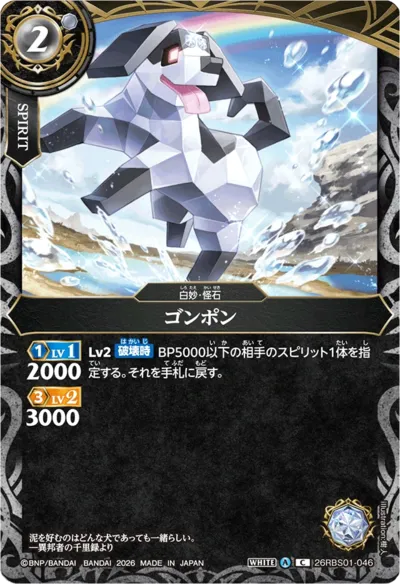 2
SPIRIT
白妙・怪石
ゴンポン
1 LV1
2000
3 LV2
3000
Lv2 破壊時 BP5000以下の相手のスピリット1体を指
定する。それを手札に戻す。
泥を好むのはどんな犬であっても一緒らしい。
―異邦者の千里録より
©BNP/BANDAI BANDAI 2026 MADE IN JAPAN
WHITE A C 26RBS01-046